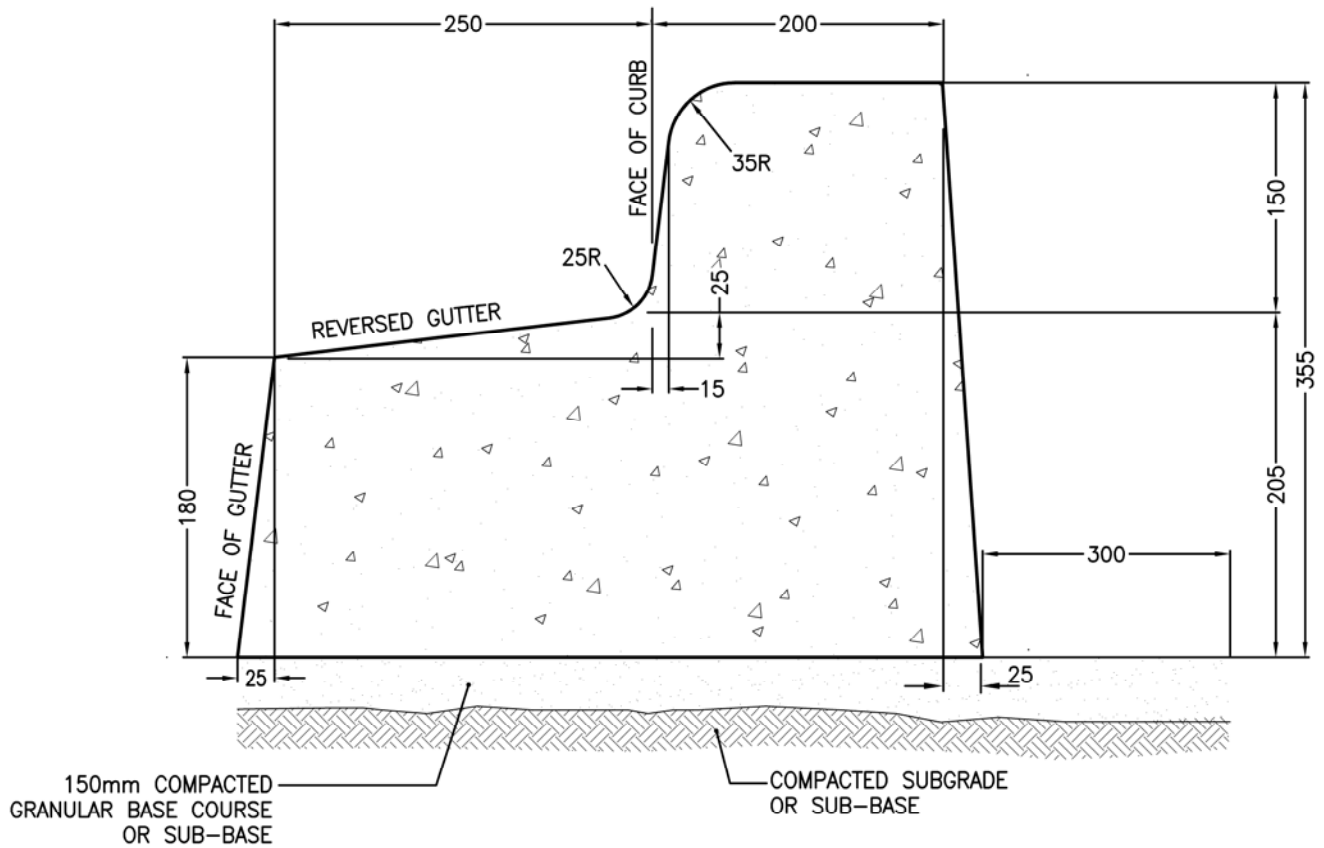 250
200
FACE OF CURB
35R
150
25R
25
REVERSED GUTTER
355
15
FACE OF GUTTER
180
205
300
25
25
150mm COMPACTED
GRANULAR BASE COURSE
OR SUB-BASE
COMPACTED SUBGRADE
OR SUB-BASE